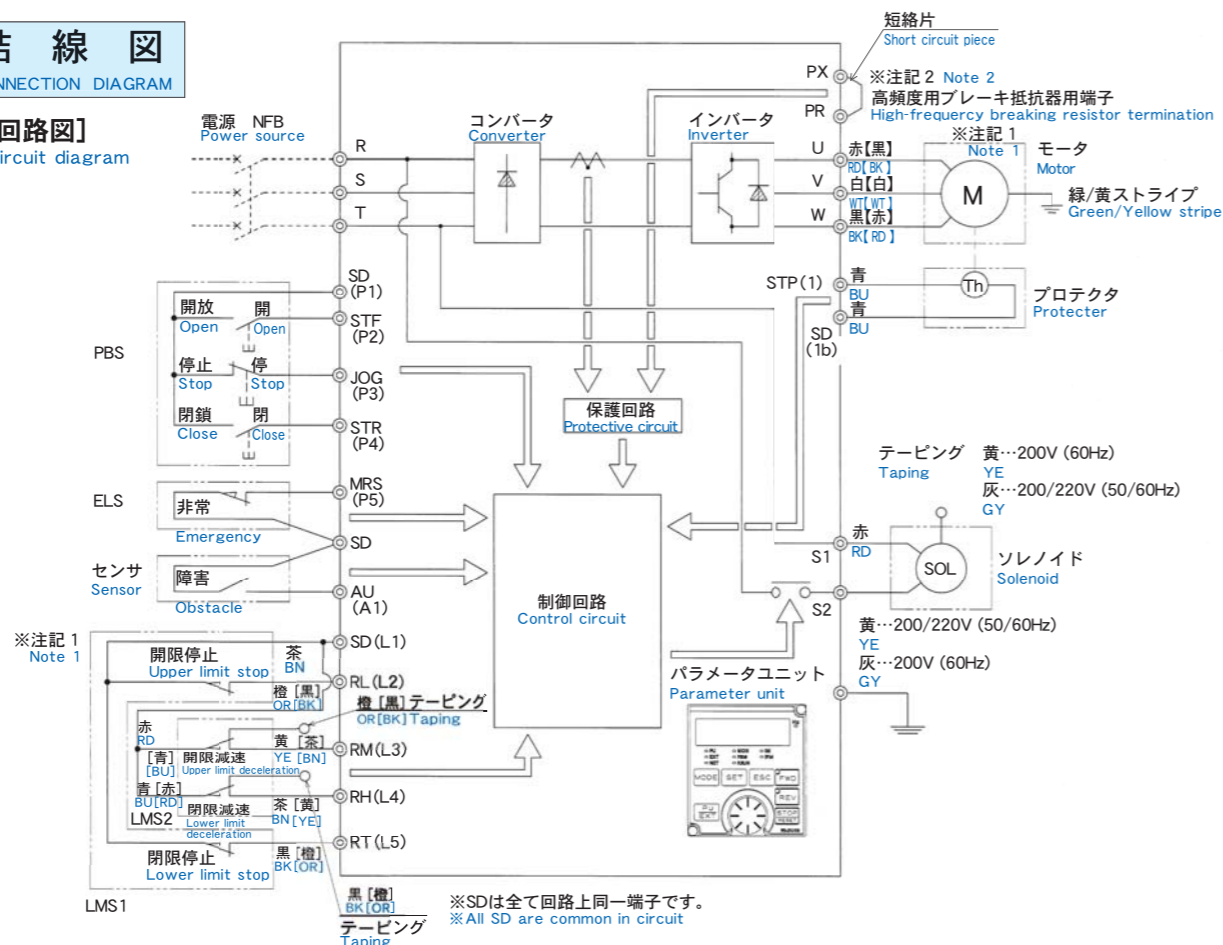 結線図
NNECTION DIAGRAM
回路図]
ircuit diagram
電源 NFB
Power source
R
S
T
コンバータ
Converter
インバータ
Inverter
短絡片
Short circuit piece
PX
※注記2 Note 2
PR
高頻度用ブレーキ抵抗器用端子
High-frequercy breaking resistor termination
※注記1
Note 1
モータ
Motor
U
赤【黒】
RD【BK】
V
白【白】
WT【WT】
W
黒【赤】
BK【RD】
M
緑/黄ストライプ
Green/Yellow stripe
STP(1)
青
BU
青
BU
SD
(1b)
Th
プロテクタ
Protecter
PBS
開放
Open
開
Open
停止
Stop
停
Stop
閉鎖
Close
閉
Close
SD
(P1)
STF
(P2)
JOG
(P3)
STR
(P4)
保護回路
Protective circuit
ELS
非常
Emergency
MRS
(P5)
SD
センサ
Sensor
障害
Obstacle
AU
(A1)
制御回路
Control circuit
テーピング
Taping
黄…200V (60Hz)
YE
灰…200/220V (50/60Hz)
GY
S1
赤
RD
SOL
ソレノイド
Solenoid
S2
黄…200/220V (50/60Hz)
YE
灰…200V (60Hz)
GY
※注記1
Note 1
開限停止
Upper limit stop
茶
BN
SD(L1)
橙 [黒]
OR[BK]
RL(L2)
橙 [黒] テーピング
OR[BK] Taping
赤
RD
[青]
[BU]
開限減速
Upper limit deceleration
黄 [茶]
YE [BN]
RM(L3)
青 [赤]
BU[RD]
LMS2
閉限減速
Lower limit
deceleration
茶 [黄]
BN [YE]
RH(L4)
閉限停止
Lower limit stop
黒 [橙]
BK[OR]
RT(L5)
LMS1
黒 [橙]
BK[OR]
テーピング
Taping
パラメータユニット
Parameter unit
MODE SET ESC FWD
REV
PU
EXT
STOP
RESET
※SDは全て回路上同一端子です。
※All SD are common in circuit